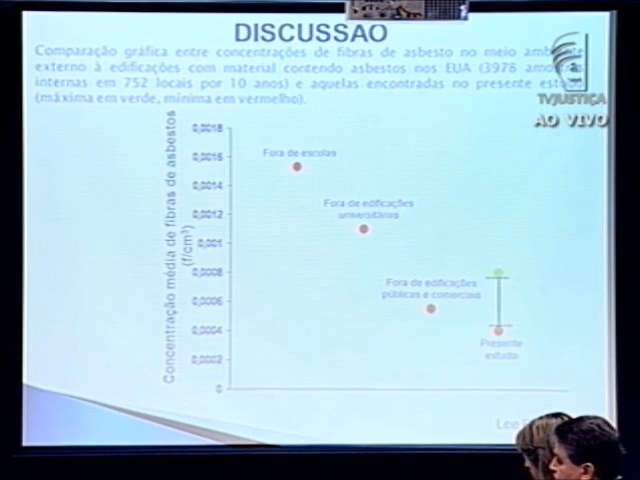 DISCUSSÃO
Comparação gráfica entre concentrações de fibras de asbesto no meio ambiente
externo à edificações com material contendo asbestos nos EUA (3978
internas em 752 locais por 10 anos) e aquelas encontradas no presente
(máxima em verde, mínima em vermelho).
TVJUSTIÇA
AO VIVO
Concentração média de fibras de asbestos
(f/cm³)
0,0018
0,0016
0,0014
0,0012
0,001
0,0008
0,0006
0,0004
0,0002
0
Fora de escolas
Fora de edificações
universitárias
Fora de edificações
públicas e comerciais
Presente
estudo
Lee